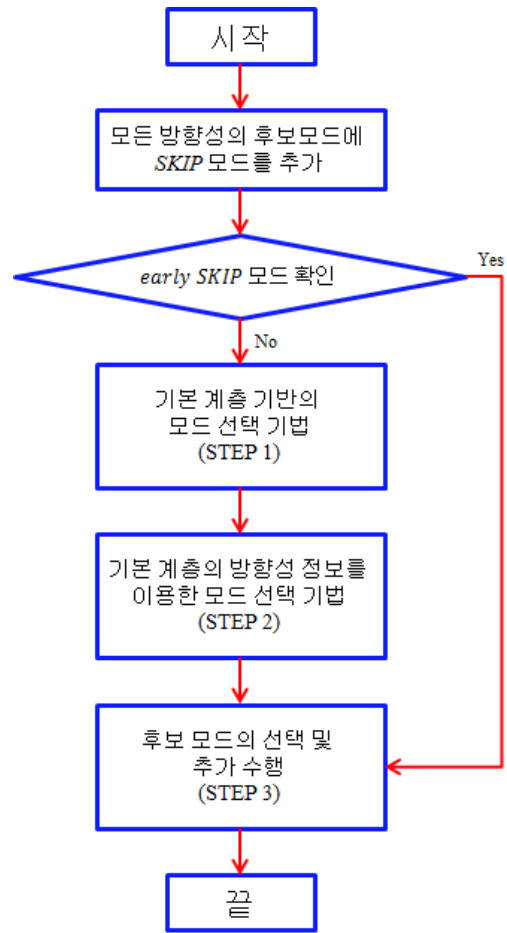 시작
모든 방향성의 후보모드에
SKIP 모드를 추가
early SKIP 모드 확인
Yes
No
기본 계층 기반의
모드 선택 기법
(STEP 1)
기본 계층의 방향성 정보를
이용한 모드 선택 기법
(STEP 2)
후보 모드의 선택 및
추가 수행
(STEP 3)
끝